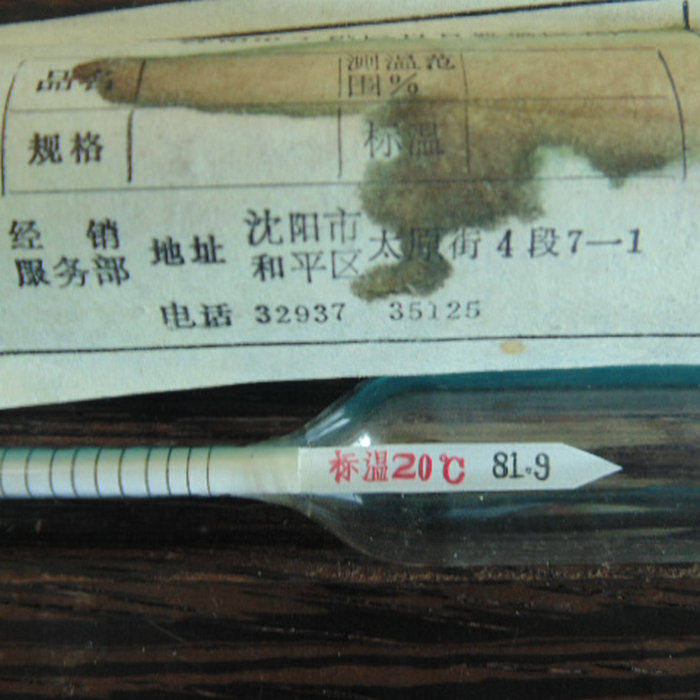 品名 测温范
围%
规格 标温
经 销 地址 沈阳市 太原街 4 段7—1
服务部 和平区
电话 32937 35125
标温20℃ 81.9